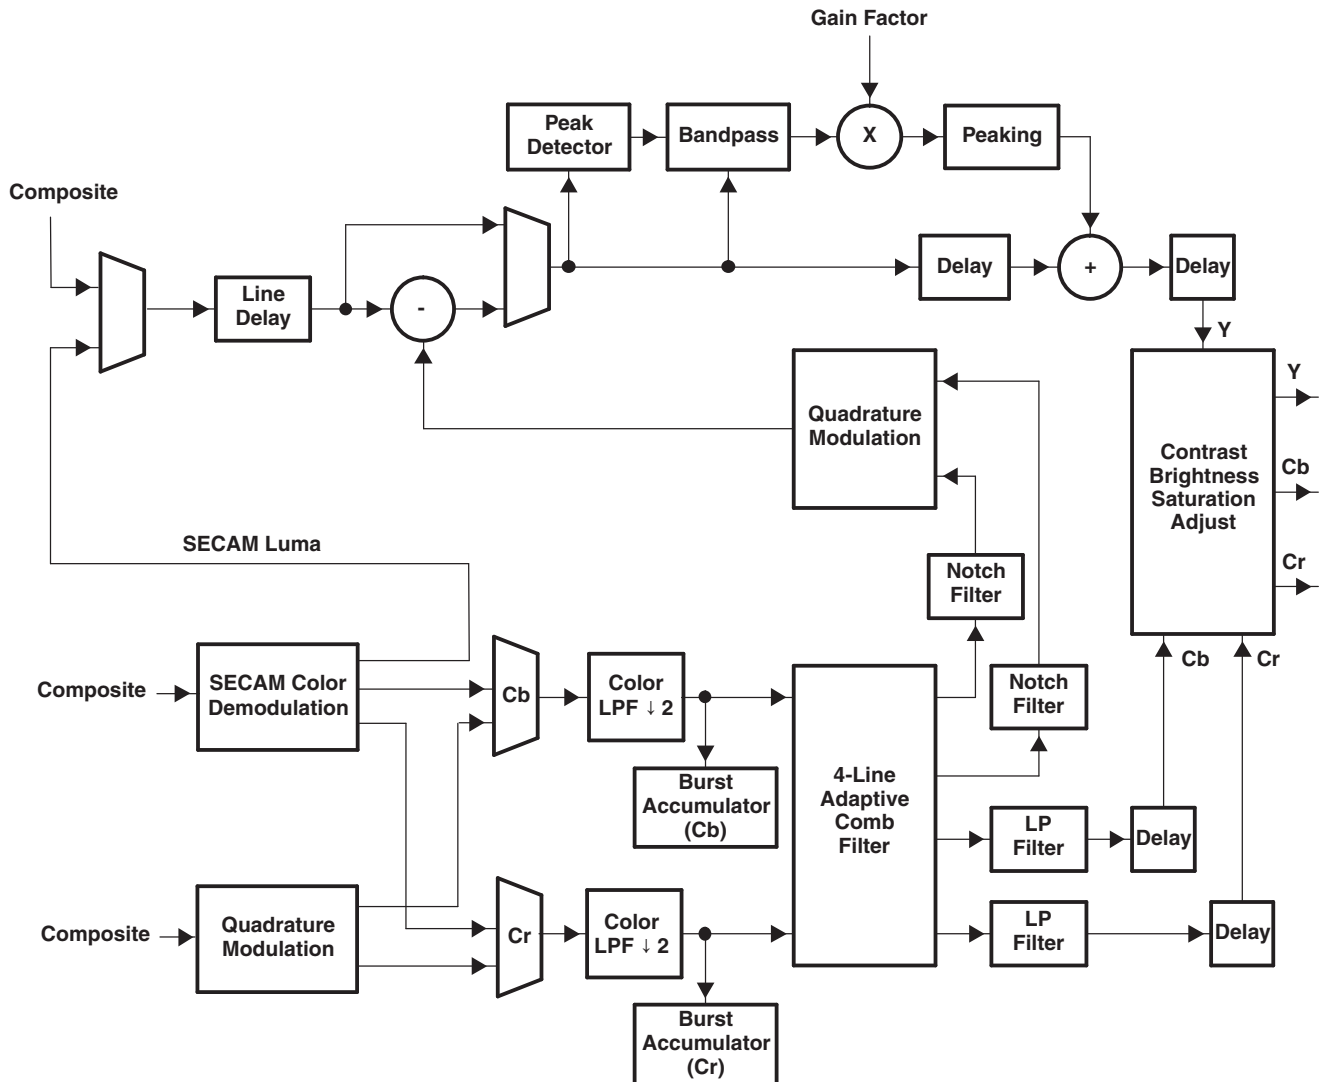 Gain Factor
Peak
Detector
Bandpass
X
Peaking
Composite
Line
Delay
-
Delay
+
Delay
Y
Quadrature
Modulation
Contrast
Brightness
Saturation
Adjust
Y
Cb
Cr
SECAM Luma
Notch
Filter
Composite
SECAM Color
Demodulation
Cb
Color
LPF ↓ 2
Notch
Filter
Cb
Cr
Burst
Accumulator
(Cb)
4-Line
Adaptive
Comb
Filter
LP
Filter
Delay
Composite
Quadrature
Modulation
Cr
Color
LPF ↓ 2
LP
Filter
Delay
Burst
Accumulator
(Cr)